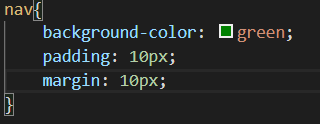 nav{
    background-color: green;
    padding: 10px;
    margin: 10px;
}